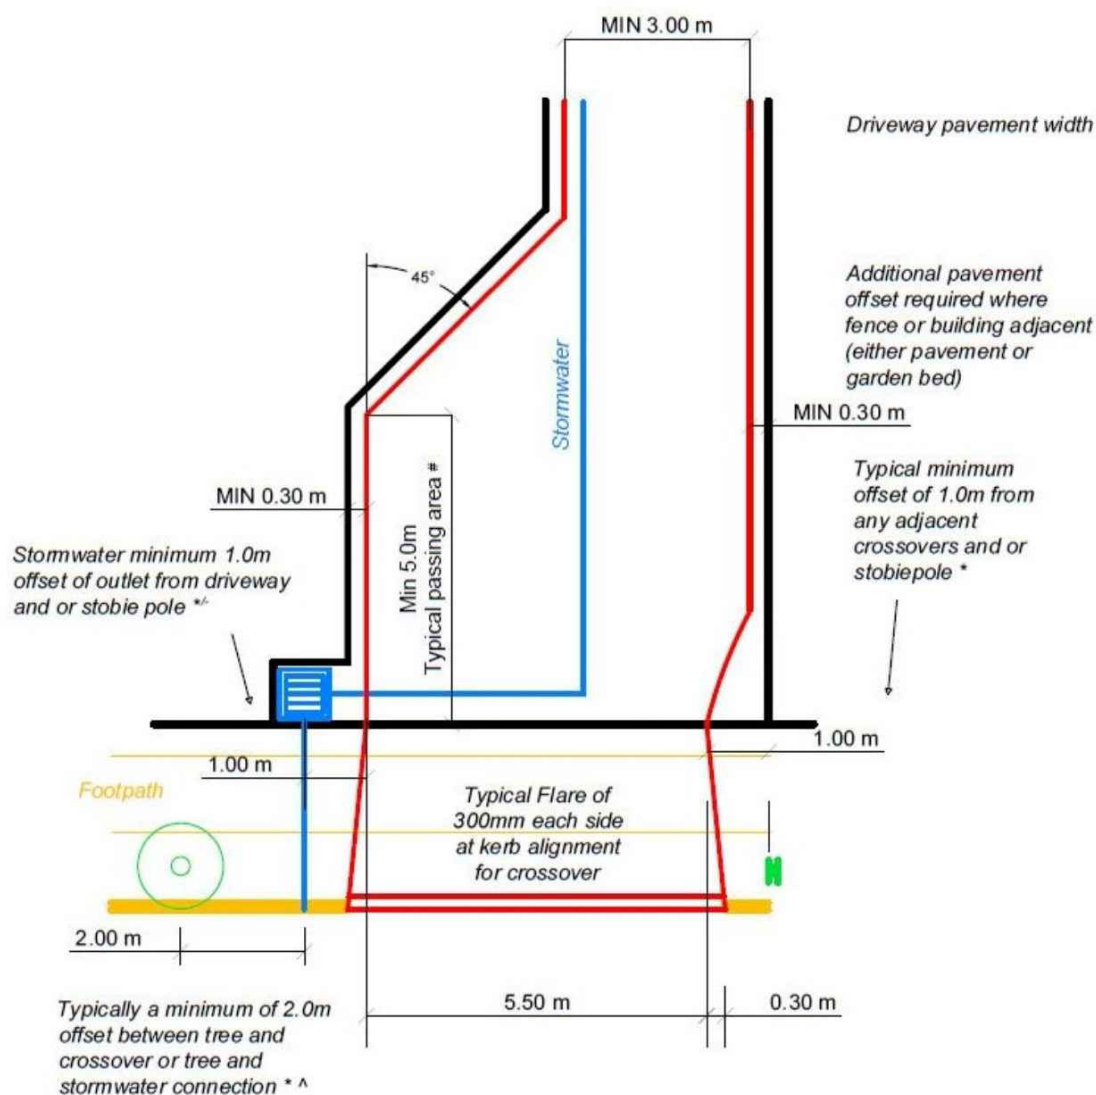 MIN 3.00 m
Driveway pavement width
45°
Additional pavement
offset required where
fence or building adjacent
(either pavement or
garden bed)
Stormwater
MIN 0.30 m
MIN 0.30 m
Min 5.0m
Typical passing area #
Typical minimum
offset of 1.0m from
any adjacent
crossovers and or
stobiepole *
Stormwater minimum 1.0m
offset of outlet from driveway
and or stobie pole */-
1.00 m
1.00 m
Footpath
Typical Flare of
300mm each side
at kerb alignment
for crossover
2.00 m
5.50 m
0.30 m
Typically a minimum of 2.0m
offset between tree and
crossover or tree and
stormwater connection * ^